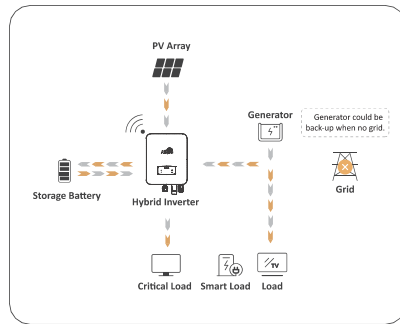 PV Array
Generator
Generator could be
back-up when no grid.
Storage Battery
Hybrid Inverter
Grid
Critical Load
Smart Load
Load
TV